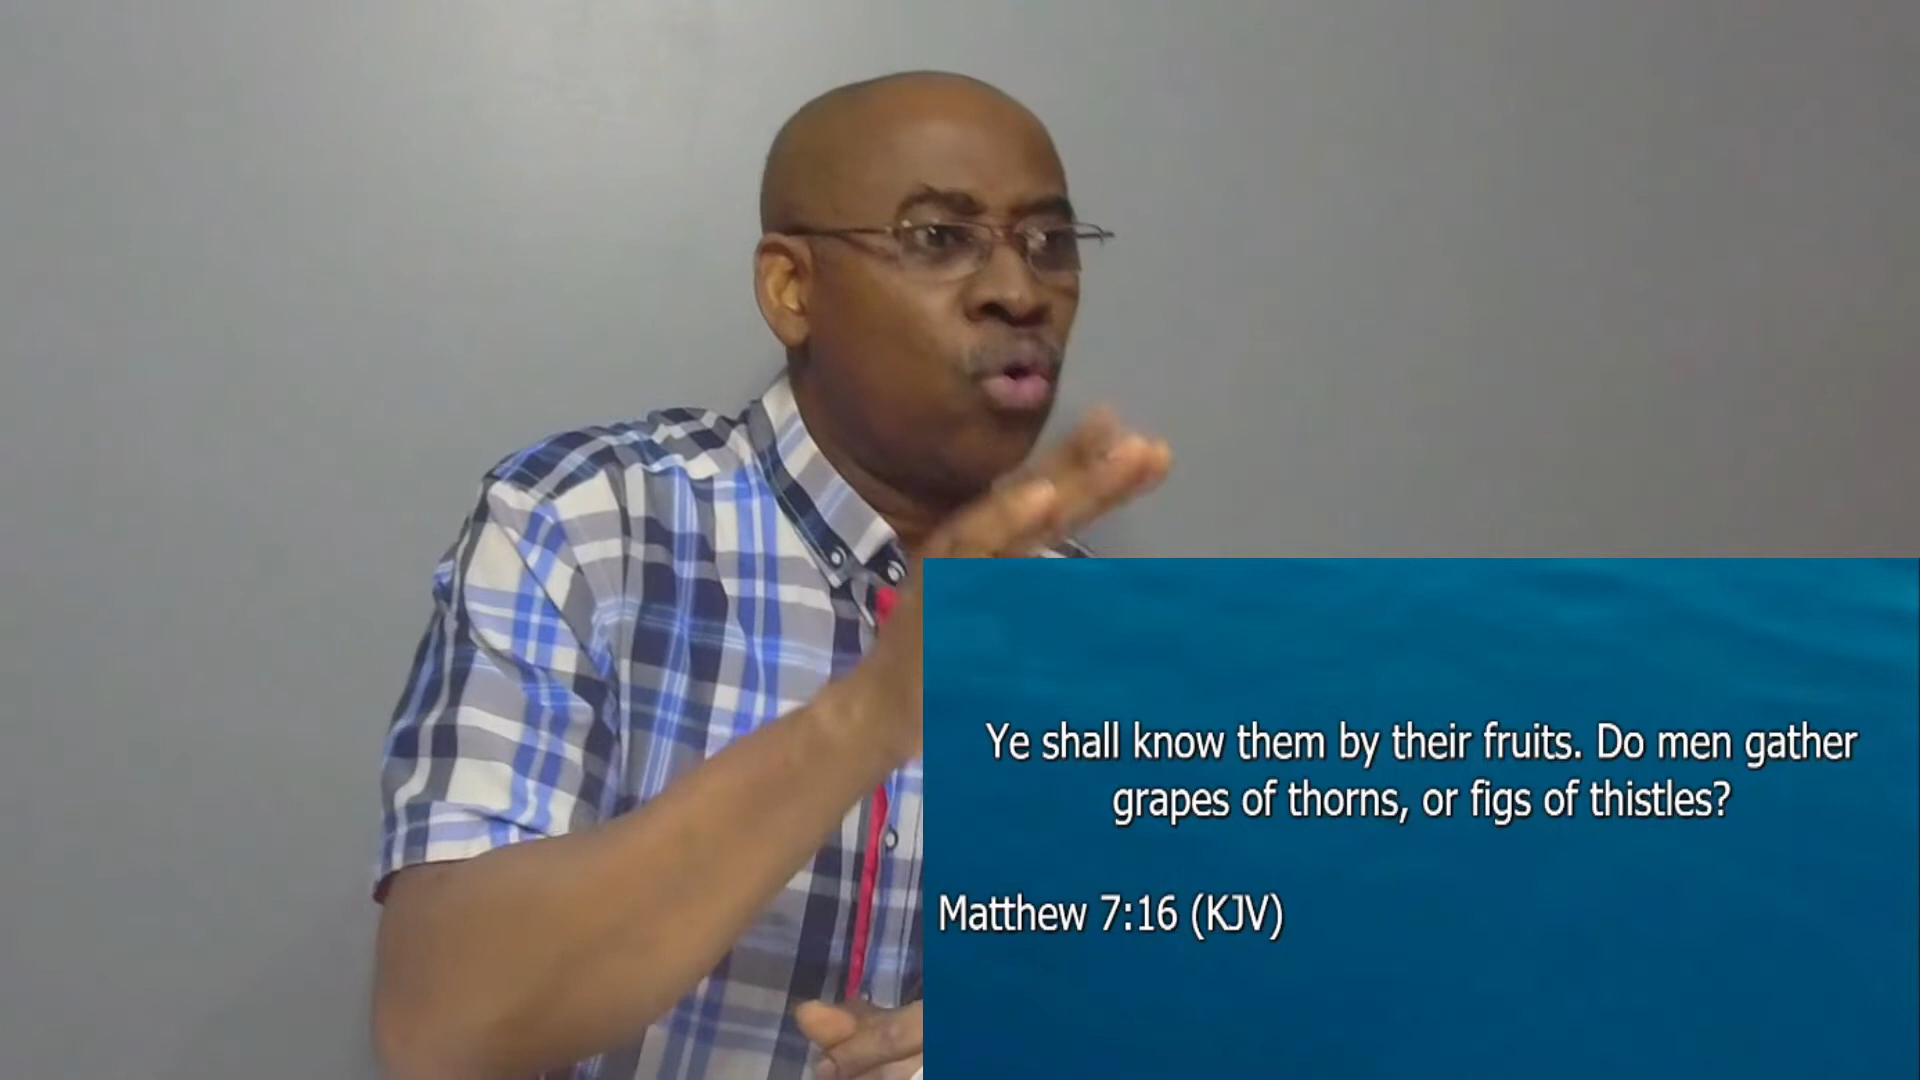 Ye shall know them by their fruits. Do men gather
grapes of thorns, or figs of thistles?
Matthew 7:16 (KJV)